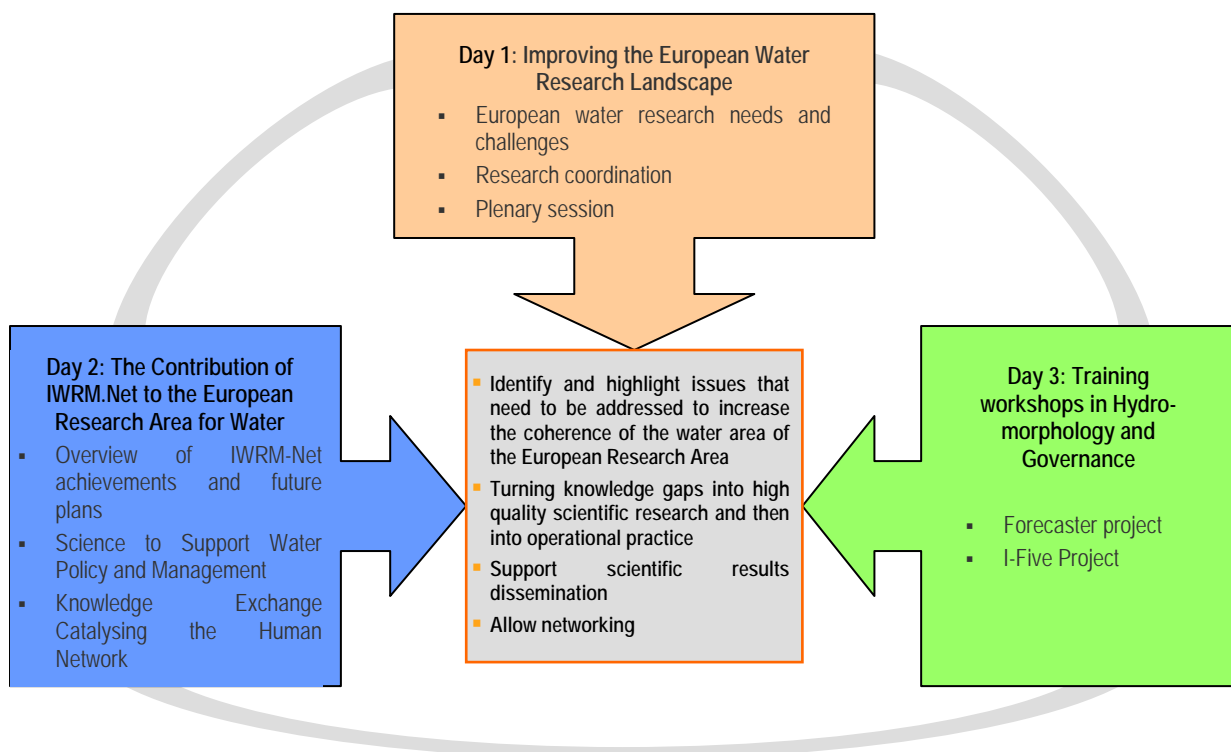 Day 1: Improving the European Water
Research Landscape
▪ European water research needs and
challenges
▪ Research coordination
▪ Plenary session
Day 2: The Contribution of
IWRM.Net to the European
Research Area for Water
▪ Overview of IWRM-Net
achievements and future
plans
▪ Science to Support Water
Policy and Management
▪ Knowledge Exchange
Catalysing the Human
Network
▪ Identify and highlight issues that
need to be addressed to increase
the coherence of the water area of
the European Research Area
▪ Turning knowledge gaps into high
quality scientific research and then
into operational practice
▪ Support scientific results
dissemination
▪ Allow networking
Day 3: Training
workshops in Hydro-
morphology and
Governance
▪ Forecaster project
▪ I-Five Project